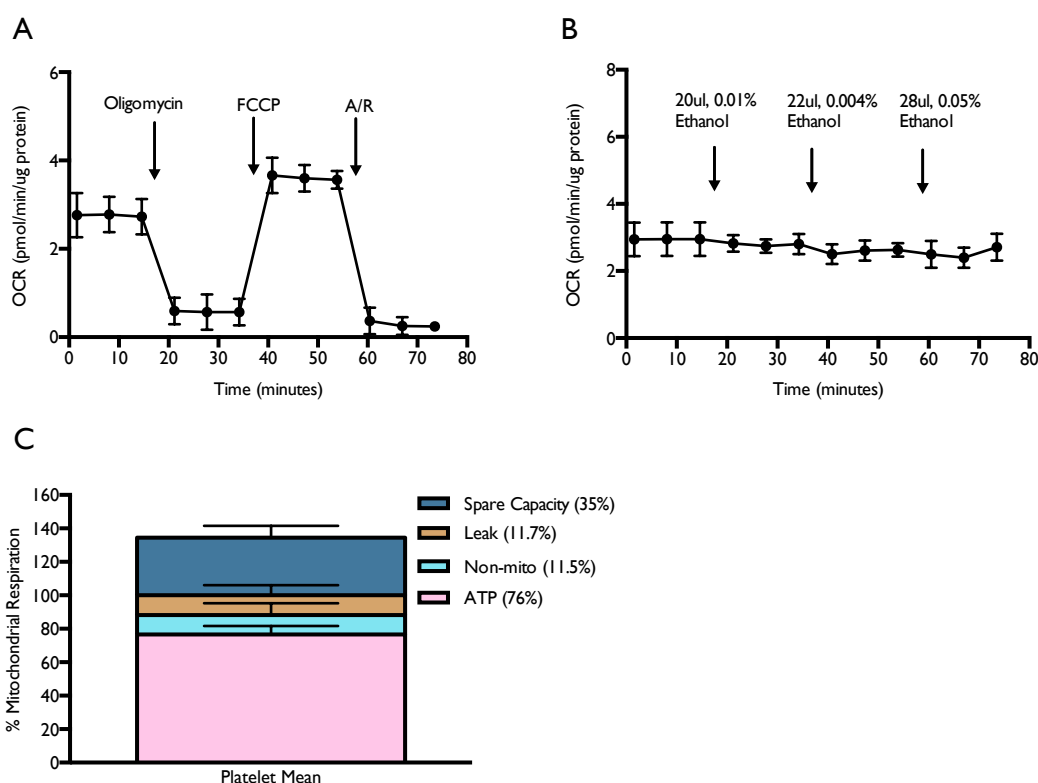 A
6
4
2
0
OCR (pmol/min/ug protein)
Oligomycin
FCCP
A/R
0 10 20 30 40 50 60 70 80
Time (minutes)
B
8
6
4
2
0
OCR (pmol/min/ug protein)
20ul, 0.01%
Ethanol
22ul, 0.004%
Ethanol
28ul, 0.05%
Ethanol
0 10 20 30 40 50 60 70 80
Time (minutes)
C
160
140
120
100
80
60
40
20
0
% Mitochondrial Respiration
Platelet Mean
Spare Capacity (35%)
Leak (11.7%)
Non-mito (11.5%)
ATP (76%)